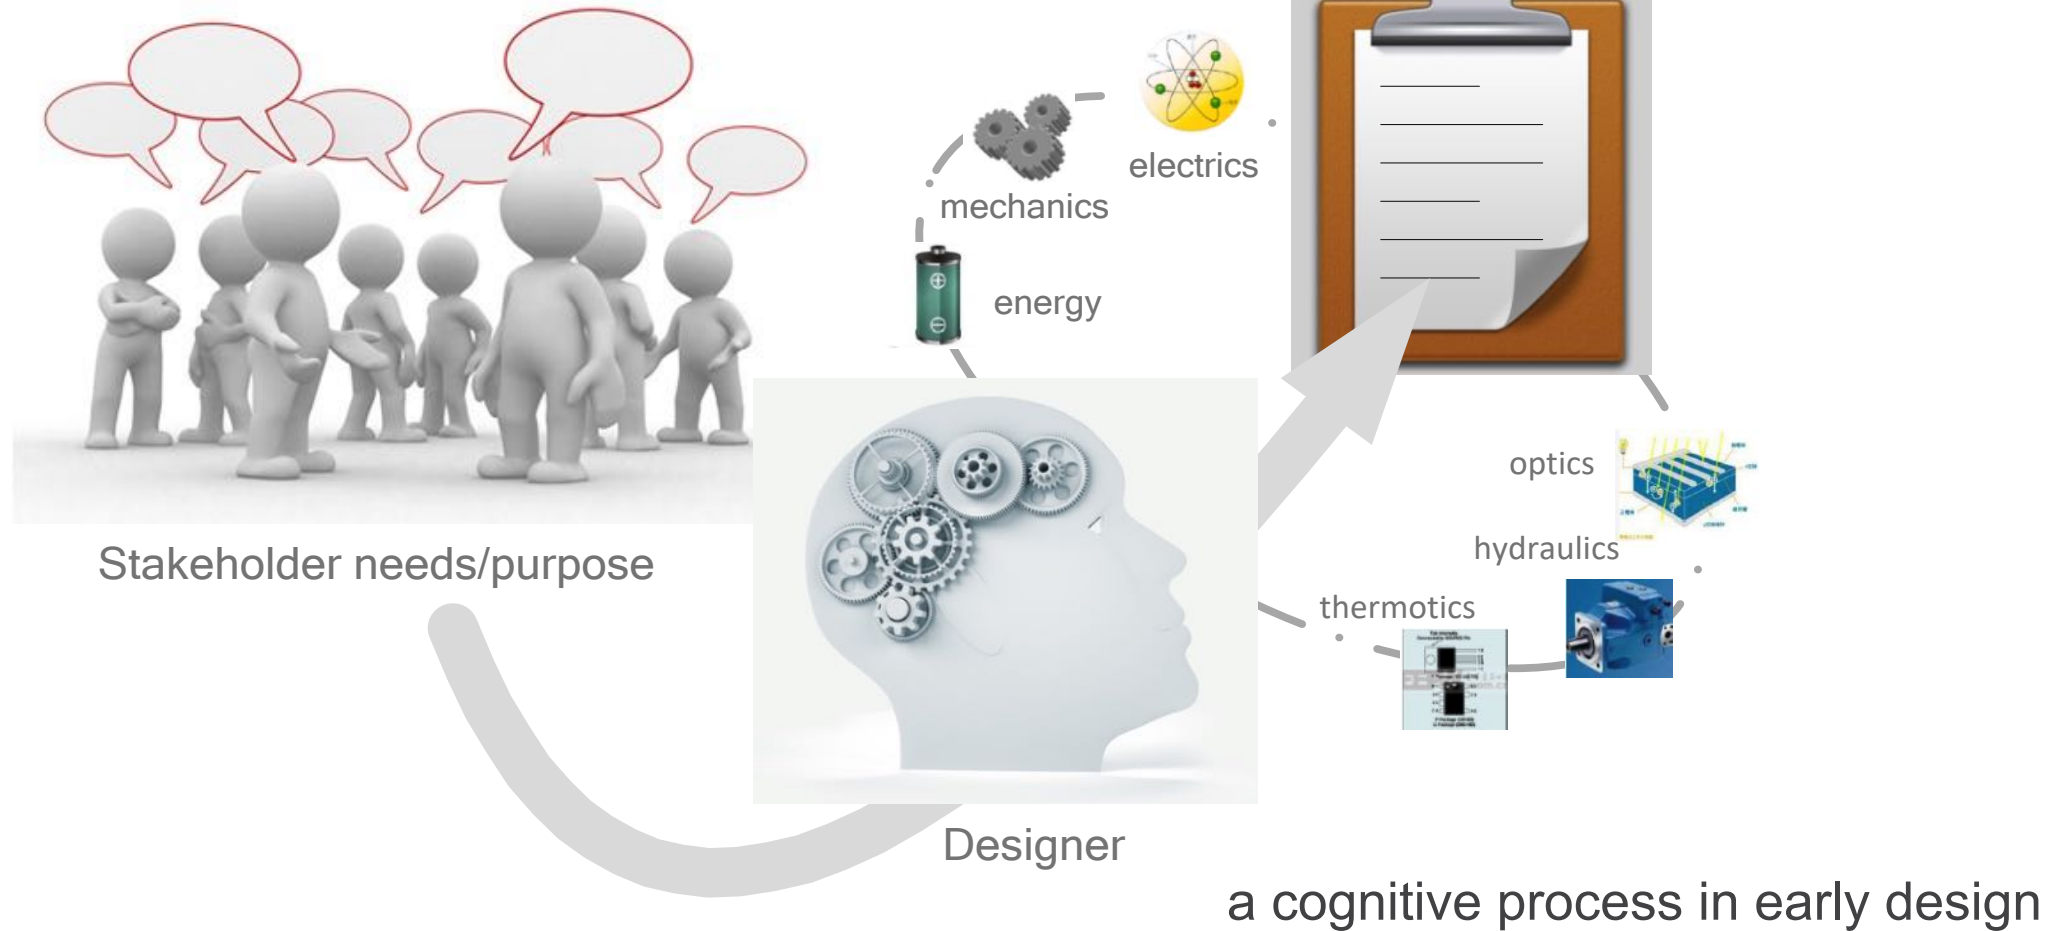 electrics
mechanics
energy
optics
hydraulics
thermotics
Stakeholder needs/purpose
Designer
a cognitive process in early design